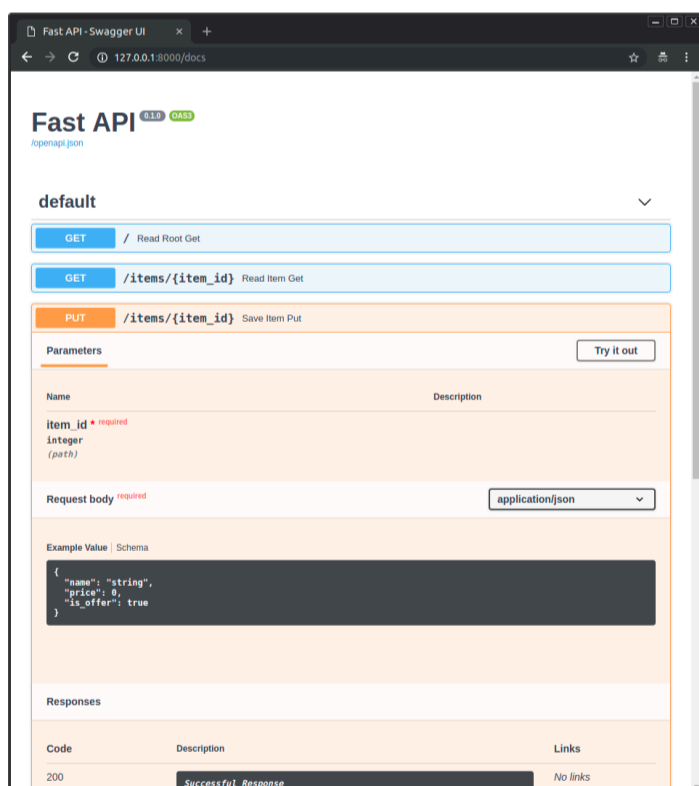 Fast API - Swagger UI × +
127.0.0.1:8000/docs
Fast API 0.1.0 OAS3
/openapi.json
default
GET / Read Root Get
GET /items/{item_id} Read Item Get
PUT /items/{item_id} Save Item Put
Parameters Try it out
Name Description
item_id * required
integer
(path)
Request body required application/json
Example Value | Schema
{
"name": "string",
"price": 0,
"is_offer": true
}
Responses
Code Description Links
200 Successful Response No links